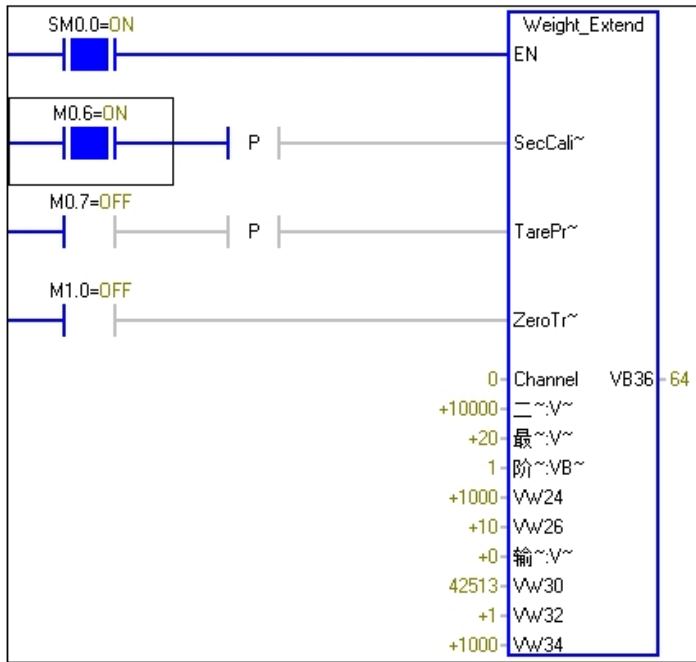 SM0.0=ON
Weight_Extend
EN
M0.6=ON
P
SecCali~
M0.7=OFF
P
TarePr~
M1.0=OFF
ZeroTr~
0 Channel VB36 64
+10000 二~:V~
+20 最~:V~
1 阶~:VB~
+1000 VW24
+10 VW26
+0 输~:V~
42513 VW30
+1 VW32
+1000 VW34